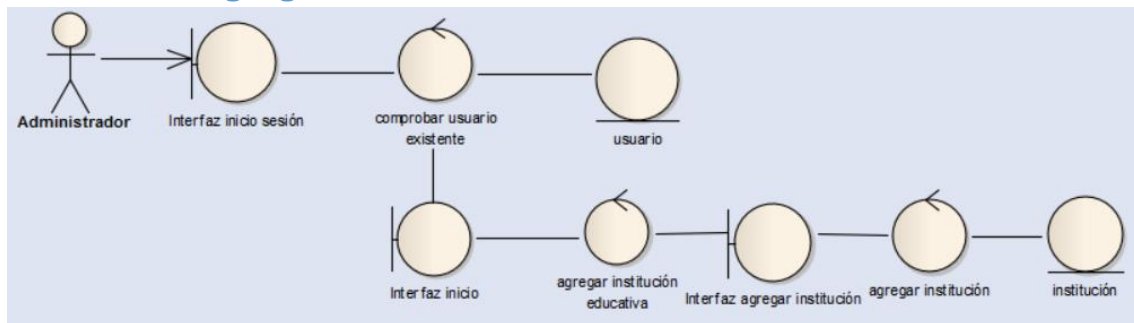 Administrador
Interfaz inicio sesión
comprobar usuario
existente
usuario
Interfaz inicio
agregar institución
educativa
Interfaz agregar institución
agregar institución
institución